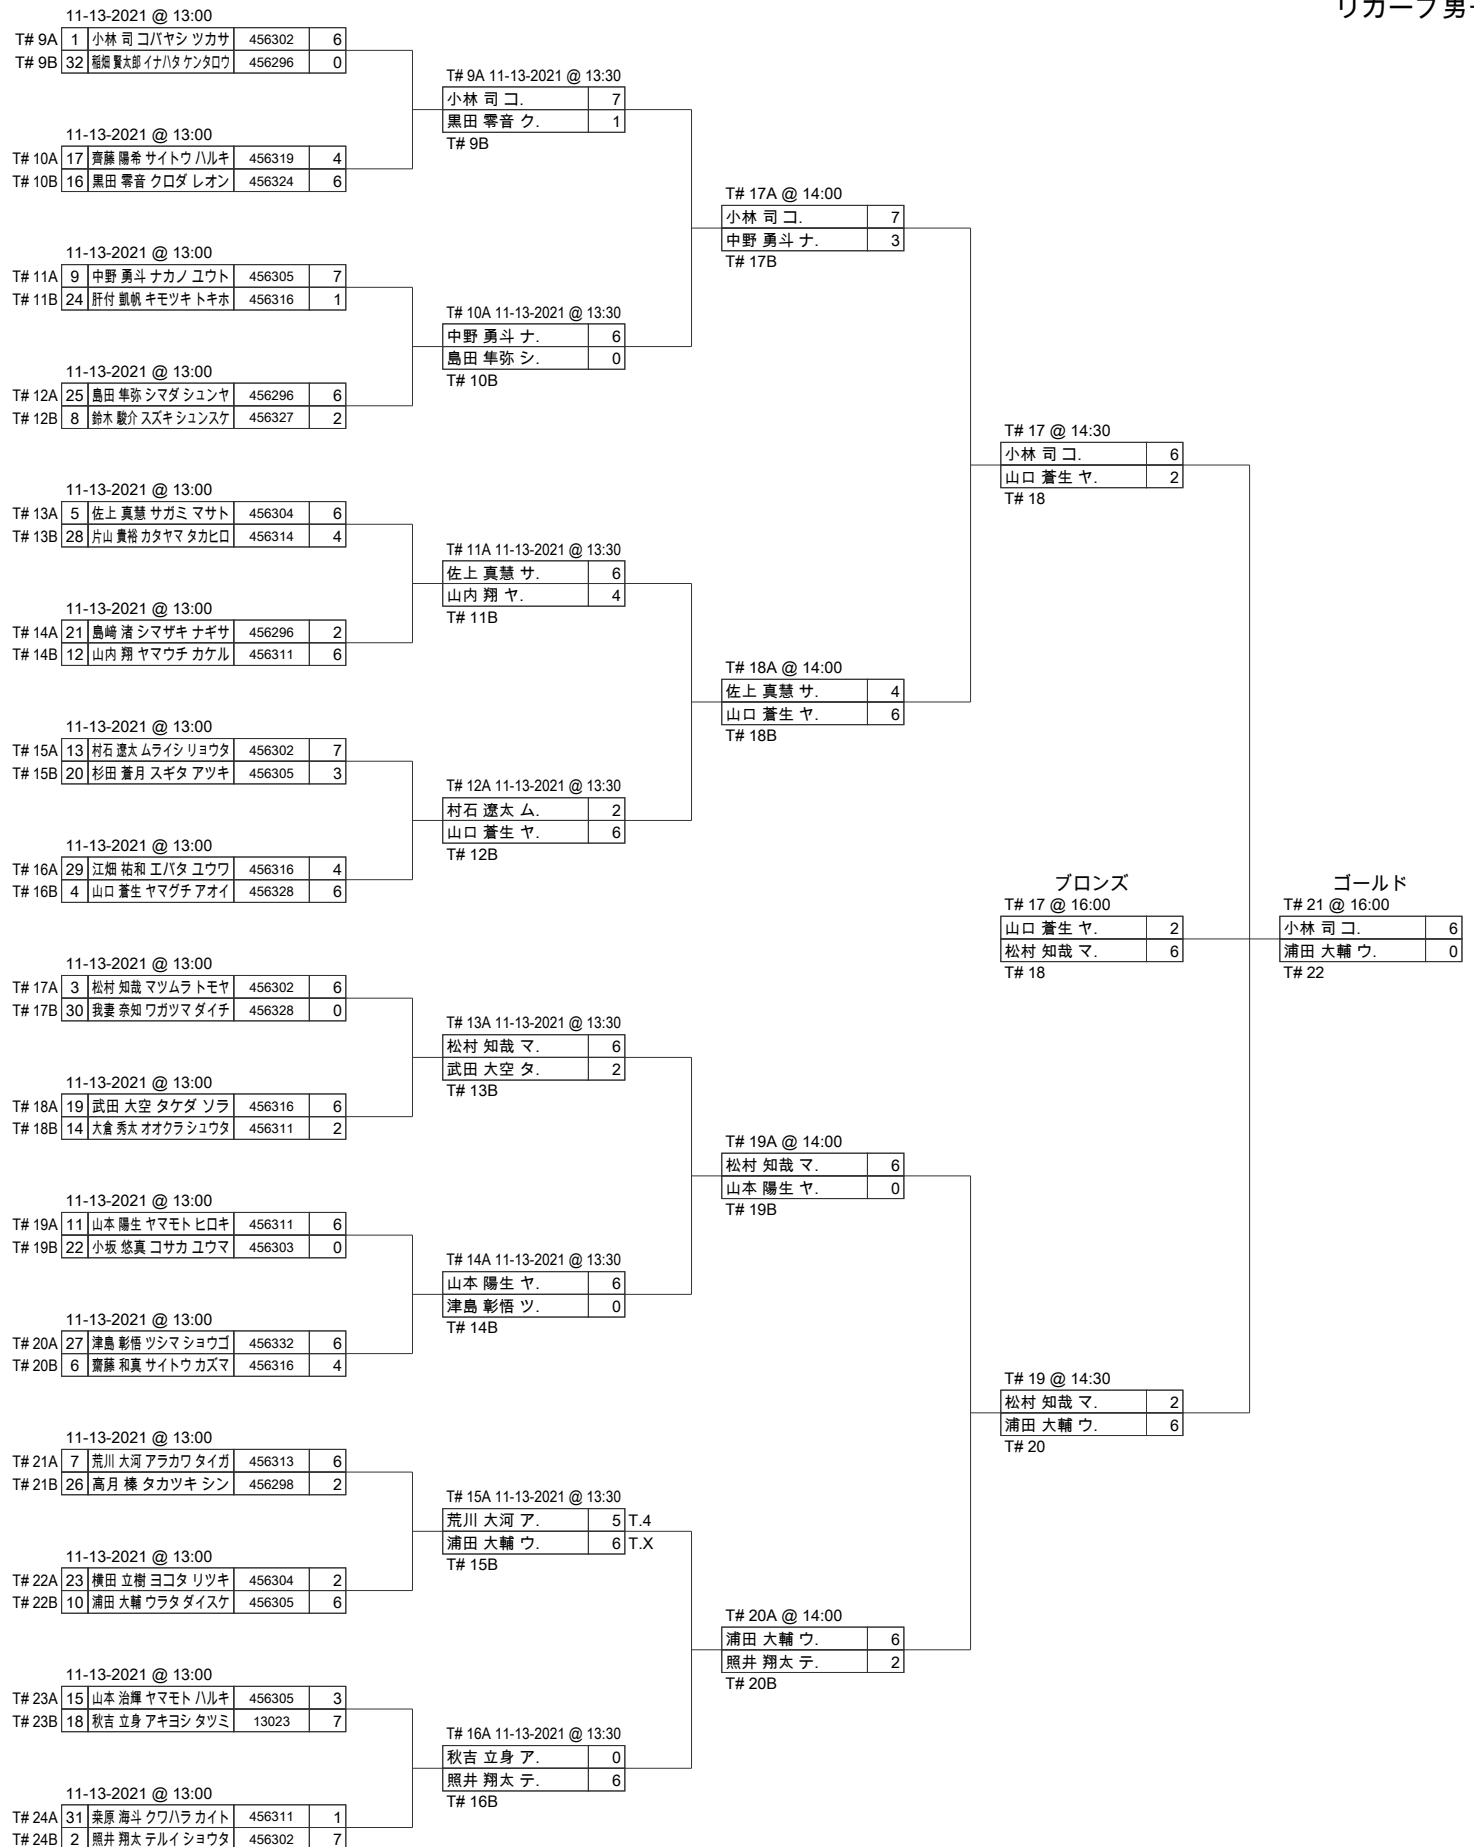 リカーブ 男
11-13-2021 @ 13:00
T# 9A 1 小林 司 コバヤシ ツカサ 456302 6
T# 9B 32 稲畑 賢太郎 イナハタ ケンタロウ 456296 0
T# 9A 11-13-2021 @ 13:30
小林 司 コ. 7
黒田 零音 ク. 1
T# 9B
11-13-2021 @ 13:00
T# 10A 17 齊藤 陽希 サイトウ ハルキ 456319 4
T# 10B 16 黒田 零音 クロダ レオン 456324 6
T# 17A @ 14:00
小林 司 コ. 7
中野 勇斗 ナ. 3
T# 17B
11-13-2021 @ 13:00
T# 11A 9 中野 勇斗 ナカノ ユウト 456305 7
T# 11B 24 肝付 凱帆 キモツキ トキホ 456316 1
T# 10A 11-13-2021 @ 13:30
中野 勇斗 ナ. 6
島田 隼弥 シ. 0
T# 10B
11-13-2021 @ 13:00
T# 12A 25 島田 隼弥 シマダ シュンヤ 456296 6
T# 12B 8 鈴木 駿介 スズキ シュンスケ 456327 2
T# 17 @ 14:30
小林 司 コ. 6
山口 蒼生 ヤ. 2
T# 18
11-13-2021 @ 13:00
T# 13A 5 佐上 真慧 サガミ マサト 456304 6
T# 13B 28 片山 貴裕 カタヤマ タカヒロ 456314 4
T# 11A 11-13-2021 @ 13:30
佐上 真慧 サ. 6
山内 翔 ヤ. 4
T# 11B
11-13-2021 @ 13:00
T# 14A 21 島﨑 渚 シマザキ ナギサ 456296 2
T# 14B 12 山内 翔 ヤマウチ カケル 456311 6
T# 18A @ 14:00
佐上 真慧 サ. 4
山口 蒼生 ヤ. 6
T# 18B
11-13-2021 @ 13:00
T# 15A 13 村石 遼太 ムライシ リョウタ 456302 7
T# 15B 20 杉田 蒼月 スギタ アツキ 456305 3
T# 12A 11-13-2021 @ 13:30
村石 遼太 ム. 2
山口 蒼生 ヤ. 6
T# 12B
11-13-2021 @ 13:00
T# 16A 29 江畑 祐和 エバタ ユウワ 456316 4
T# 16B 4 山口 蒼生 ヤマグチ アオイ 456328 6
ブロンズ
T# 17 @ 16:00
山口 蒼生 ヤ. 2
松村 知哉 マ. 6
T# 18
ゴールド
T# 21 @ 16:00
小林 司 コ. 6
浦田 大輔 ウ. 0
T# 22
11-13-2021 @ 13:00
T# 17A 3 松村 知哉 マツムラ トモヤ 456302 6
T# 17B 30 我妻 奈知 ワガツマ ダイチ 456328 0
T# 13A 11-13-2021 @ 13:30
松村 知哉 マ. 6
武田 大空 タ. 2
T# 13B
11-13-2021 @ 13:00
T# 18A 19 武田 大空 タケダ ソラ 456316 6
T# 18B 14 大倉 秀太 オオクラ シュウタ 456311 2
T# 19A @ 14:00
松村 知哉 マ. 6
山本 陽生 ヤ. 0
T# 19B
11-13-2021 @ 13:00
T# 19A 11 山本 陽生 ヤマモト ヒロキ 456311 6
T# 19B 22 小坂 悠真 コサカ ユウマ 456303 0
T# 14A 11-13-2021 @ 13:30
山本 陽生 ヤ. 6
津島 彰悟 ツ. 0
T# 14B
11-13-2021 @ 13:00
T# 20A 27 津島 彰悟 ツシマ ショウゴ 456332 6
T# 20B 6 齋藤 和真 サイトウ カズマ 456316 4
T# 19 @ 14:30
松村 知哉 マ. 2
浦田 大輔 ウ. 6
T# 20
11-13-2021 @ 13:00
T# 21A 7 荒川 大河 アラカワ タイガ 456313 6
T# 21B 26 高月 榛 タカツキ シン 456298 2
T# 15A 11-13-2021 @ 13:30
荒川 大河 ア. 5 T.4
浦田 大輔 ウ. 6 T.X
T# 15B
11-13-2021 @ 13:00
T# 22A 23 横田 立樹 ヨコタ リツキ 456304 2
T# 22B 10 浦田 大輔 ウラタ ダイスケ 456305 6
T# 20A @ 14:00
浦田 大輔 ウ. 6
照井 翔太 テ. 2
T# 20B
11-13-2021 @ 13:00
T# 23A 15 山本 治輝 ヤマモト ハルキ 456305 3
T# 23B 18 秋吉 立身 アキヨシ タツミ 13023 7
T# 16A 11-13-2021 @ 13:30
秋吉 立身 ア. 0
照井 翔太 テ. 6
T# 16B
11-13-2021 @ 13:00
T# 24A 31 桒原 海斗 クワハラ カイト 456311 1
T# 24B 2 照井 翔太 テルイ ショウタ 456302 7